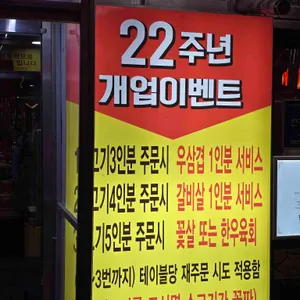 22주년
개업이벤트
고기3인분 주문시 우삼겹 1인분 서비스
고기4인분 주문시 갈비살 1인분 서비스
고기5인분 주문시 꽃살 또는 한우육회
~3번까지) 테이블당 재주문 시도 적용함